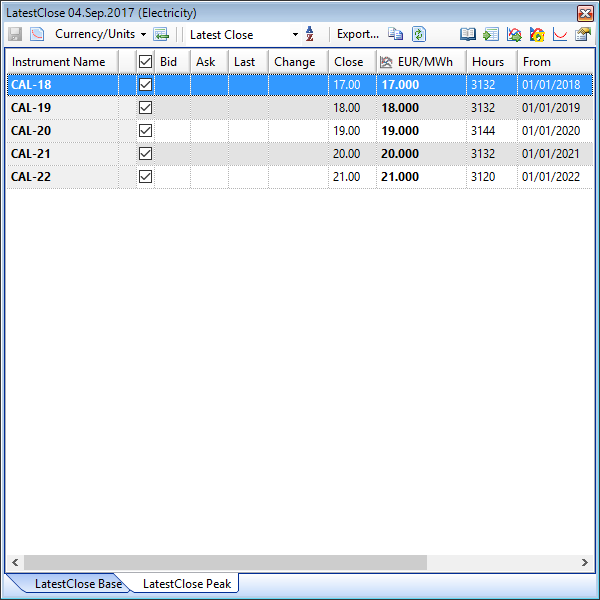 LatestClose 04.Sep.2017 (Electricity)
Currency/Units Latest Close Export...
Instrument Name Bid Ask Last Change Close EUR/MWh Hours From
CAL-18 17.00 17.000 3132 01/01/2018
CAL-19 18.00 18.000 3132 01/01/2019
CAL-20 19.00 19.000 3144 01/01/2020
CAL-21 20.00 20.000 3132 01/01/2021
CAL-22 21.00 21.000 3120 01/01/2022
LatestClose Base LatestClose Peak